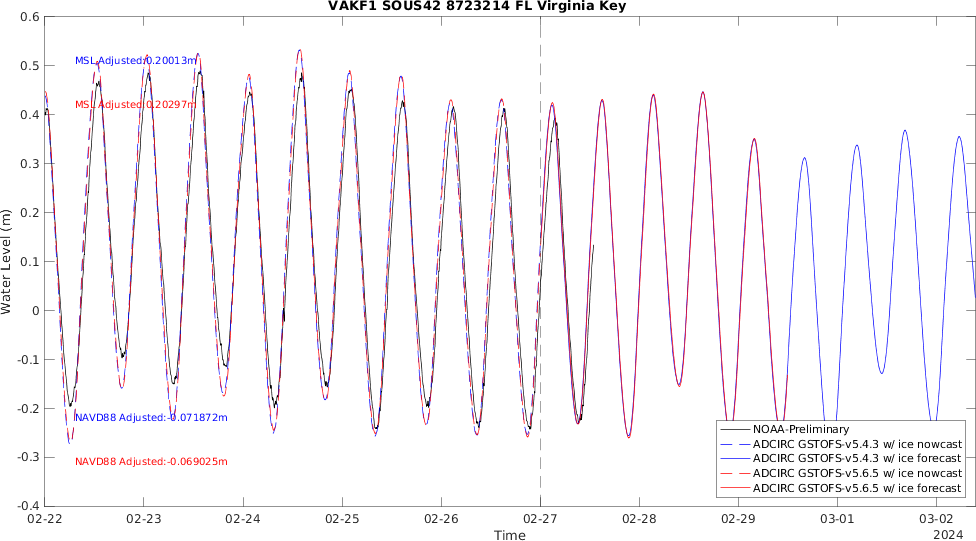 VAKF1 SOUS42 8723214 FL Virginia Key
0.6
0.5
0.4
0.3
0.2
0.1
0
-0.1
-0.2
-0.3
-0.4
Water Level (m)
MSL Adjusted:0.20013m
MSL Adjusted:0.20297m
NAVD88 Adjusted:-0.071872m
NAVD88 Adjusted:-0.069025m
NOAA-Preliminary
ADCIRC GSTOFS-v5.4.3 w/ ice nowcast
ADCIRC GSTOFS-v5.4.3 w/ ice forecast
ADCIRC GSTOFS-v5.6.5 w/ ice nowcast
ADCIRC GSTOFS-v5.6.5 w/ ice forecast
02-22 02-23 02-24 02-25 02-26 02-27 02-28 02-29 03-01 03-02
Time
2024